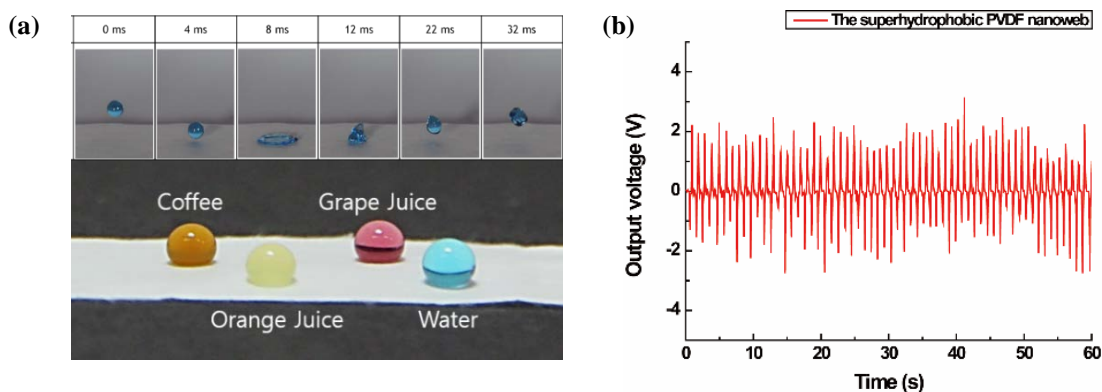 (a)
0 ms 4 ms 8 ms 12 ms 22 ms 32 ms
Coffee Grape Juice
Orange Juice Water
(b)
The superhydrophobic PVDF nanoweb
Output voltage (V)
4
2
0
-2
-4
0 10 20 30 40 50 60
Time (s)